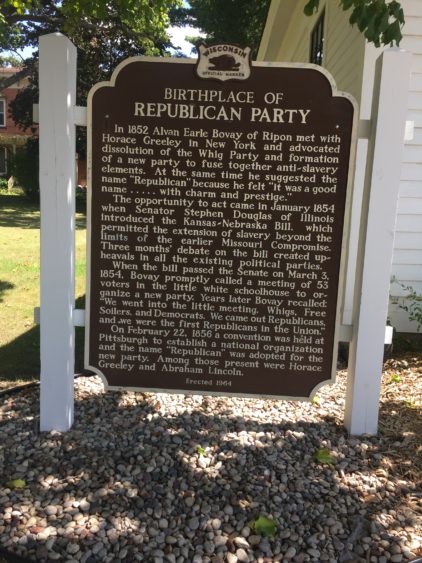 WISCONSIN
OFFICIAL MARKER
BIRTHPLACE OF
REPUBLICAN PARTY
In 1852 Alvan Earle Bovay of Ripon met with
Horace Greeley in New York and advocated
dissolution of the Whig Party and formation
of a new party to fuse together anti-slavery
elements. At the same time he suggested the
name "Republican" because he felt "it was a good
name ..... with charm and prestige."
The opportunity to act came in January 1854
when Senator Stephen Douglas of Illinois
introduced the Kansas-Nebraska Bill, which
permitted the extension of slavery beyond the
limits of the earlier Missouri Compromise.
Three months' debate on the bill created up-
heavals in all the existing political parties.
When the bill passed the Senate on March 3,
1854, Bovay promptly called a meeting of 53
voters in the little white schoolhouse to or-
ganize a new party. Years later Bovay recalled:
"We went into the little meeting, Whigs, Free
Soilers, and Democrats. We came out Republicans,
and we were the first Republicans in the Union."
On February 22, 1856 a convention was held at
Pittsburgh to establish a national organization
and the name "Republican" was adopted for the
new party. Among those present were Horace
Greeley and Abraham Lincoln.
Erected 1964